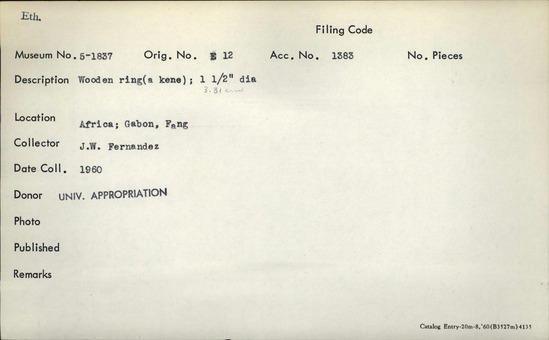 Eth.
Filing Code
Museum No. 5-1837 Orig. No. E 12 Acc. No. 1383 No. Pieces
Description Wooden ring(a kene); 1 1/2" dia
3.81 cm
Location Africa; Gabon, Fang
Collector J.W. Fernandez
Date Coll. 1960
Donor UNIV. APPROPRIATION
Photo
Published
Remarks
Catalog Entry-20m-8,'60(B3527m)4135